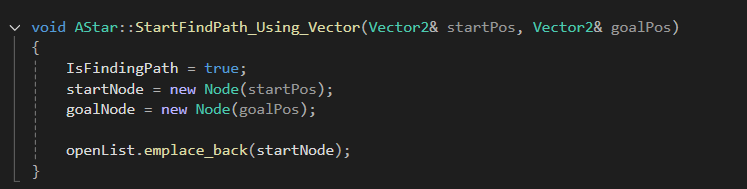 void AStar::StartFindPath_Using_Vector(Vector2& startPos, Vector2& goalPos)
{
    IsFindingPath = true;
    startNode = new Node(startPos);
    goalNode = new Node(goalPos);

    openList.emplace_back(startNode);
}